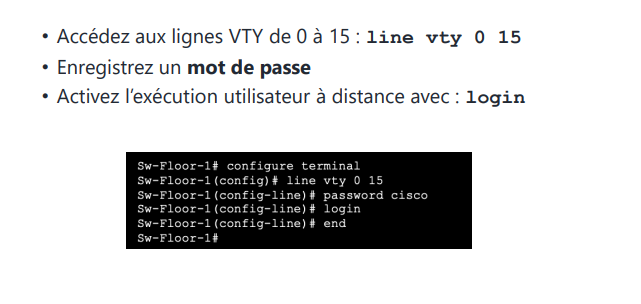 • Accédez aux lignes VTY de 0 à 15 : line vty 0 15
• Enregistrez un mot de passe
• Activez l’exécution utilisateur à distance avec : login
Sw-Floor-1# configure terminal
Sw-Floor-1(config)# line vty 0 15
Sw-Floor-1(config-line)# password cisco
Sw-Floor-1(config-line)# login
Sw-Floor-1(config-line)# end
Sw-Floor-1#